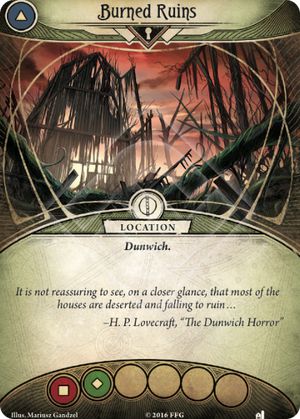 Burned Ruins
LOCATION
Dunwich.
It is not reassuring to see, on a closer glance, that most of the
houses are deserted and falling to ruin…
–H. P. Lovecraft, “The Dunwich Horror”
Illus. Mariusz Gandzel
© 2016 FFG